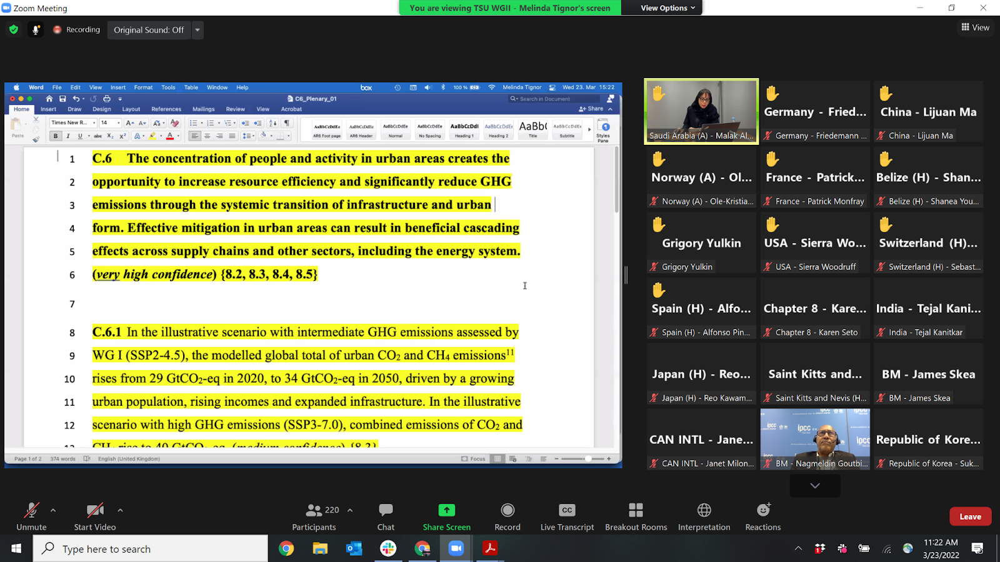 Zoom Meeting
You are viewing TSU WGII - Melinda Tignor's screen
View Options
Recording
Original Sound: Off
View
Word File Edit View Insert Format Tools Table Window Help
box
100 %
Melinda Tignor
Wed 23. Mar 15:22
C6_Plenary_01
Search in Document
Home Insert Draw Design Layout References Mailings Review View Acrobat
Share
Paste
Times New R...
14
AaBbCcDdEe
AR6 Foot page
AaBbCcDdEe
AR6 Header
AaBbCcDdEe
Normal
AaBbCcDdEe
No Spacing
AaBbCcDdI
Heading 1
AaBbCcDdEe
Heading 2
AaBb(
Title
AaBbCcDdEe
Subtitle
Styles
Pane
1 C.6 The concentration of people and activity in urban areas creates the
2 opportunity to increase resource efficiency and significantly reduce GHG
3 emissions through the systemic transition of infrastructure and urban
4 form. Effective mitigation in urban areas can result in beneficial cascading
5 effects across supply chains and other sectors, including the energy system.
6 (very high confidence) {8.2, 8.3, 8.4, 8.5}
7
8 C.6.1 In the illustrative scenario with intermediate GHG emissions assessed by
9 WG I (SSP2-4.5), the modelled global total of urban CO₂ and CH₄ emissions¹¹
10 rises from 29 GtCO₂-eq in 2020, to 34 GtCO₂-eq in 2050, driven by a growing
11 urban population, rising incomes and expanded infrastructure. In the illustrative
12 scenario with high GHG emissions (SSP3-7.0), combined emissions of CO₂ and
13 CH₄ rise to 40 GtCO₂-eq. (medium confidence) {8.3}
Page 1 of 2 374 words English (United Kingdom)
Focus
Saudi Arabia (A) - Malak Al...
Germany - Fried...
Germany - Friedemann ...
China - Lijuan Ma
China - Lijuan Ma
Norway (A) - Ol...
Norway (A) - Ole-Kristia...
France - Patrick...
France - Patrick Monfray
Belize (H) - Shan...
Belize (H) - Shanea You...
Grigory Yulkin
Grigory Yulkin
USA - Sierra Wo...
USA - Sierra Woodruff
Switzerland (H)...
Switzerland (H) - Sebast...
Spain (H) - Alfo...
Spain (H) - Alfonso Pin...
Chapter 8 - Kare...
Chapter 8 - Karen Seto
India - Tejal Kani...
India - Tejal Kanitkar
Japan (H) - Reo...
Japan (H) - Reo Kawam...
Saint Kitts and...
Saint Kitts and Nevis (H...
BM - James Skea
BM - James Skea
CAN INTL - Jane...
CAN INTL - Janet Milon...
ipcc
ipcc
BM - Nagmeldin Goutbi...
Republic of Kore...
Republic of Korea - Suk...
Unmute
Start Video
220
Participants
Chat
Share Screen
Record
CC
Live Transcript
Breakout Rooms
Interpretation
Reactions
Leave
Type here to search
11:22 AM
3/23/2022